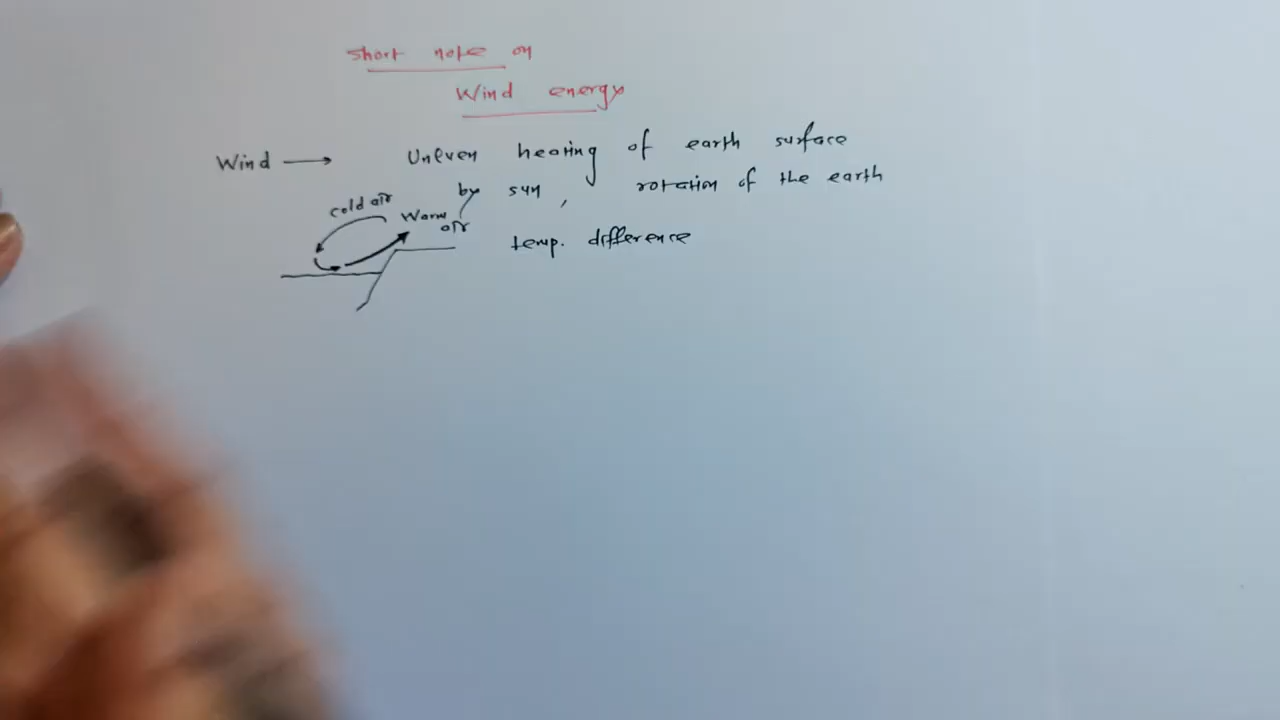 Short note on
Wind energy
Wind → Uneven heating of earth surface
by sun, rotation of the earth
cold air
Warm
air
temp. difference